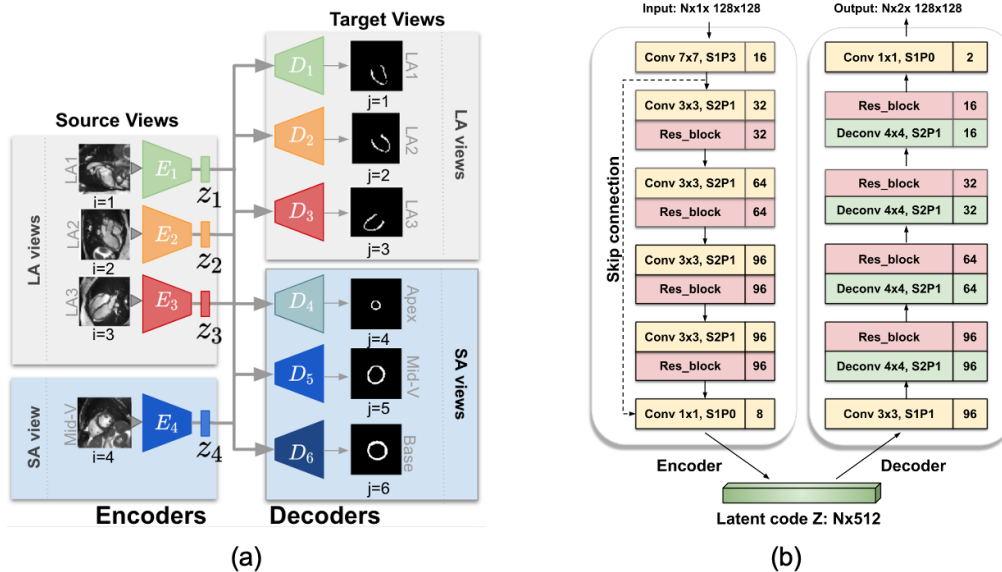 Target Views
Source Views
LA1
i=1
E1
z1
LA2
i=2
E2
z2
LA3
i=3
E3
z3
LA views
Mid-V
i=4
E4
z4
SA view
D1
LA1
j=1
D2
LA2
j=2
D3
LA3
j=3
LA views
D4
Apex
j=4
D5
Mid-V
j=5
D6
Base
j=6
SA views
Encoders
Decoders
(a)
Input: Nx1x 128x128
Conv 7x7, S1P3 16
Conv 3x3, S2P1 32
Res_block 32
Conv 3x3, S2P1 64
Res_block 64
Conv 3x3, S2P1 96
Res_block 96
Conv 3x3, S2P1 96
Res_block 96
Conv 1x1, S1P0 8
Skip connection
Encoder
Output: Nx2x 128x128
Conv 1x1, S1P0 2
Res_block 16
Deconv 4x4, S2P1 16
Res_block 32
Deconv 4x4, S2P1 32
Res_block 64
Deconv 4x4, S2P1 64
Res_block 96
Deconv 4x4, S2P1 96
Conv 3x3, S1P1 96
Decoder
Latent code Z: Nx512
(b)